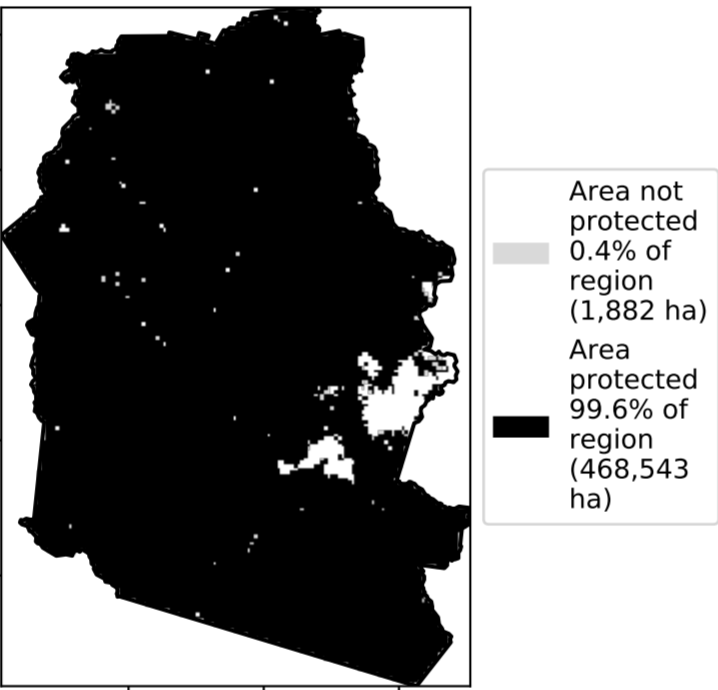 Area not
protected
0.4% of
region
(1,882 ha)
Area
protected
99.6% of
region
(468,543
ha)